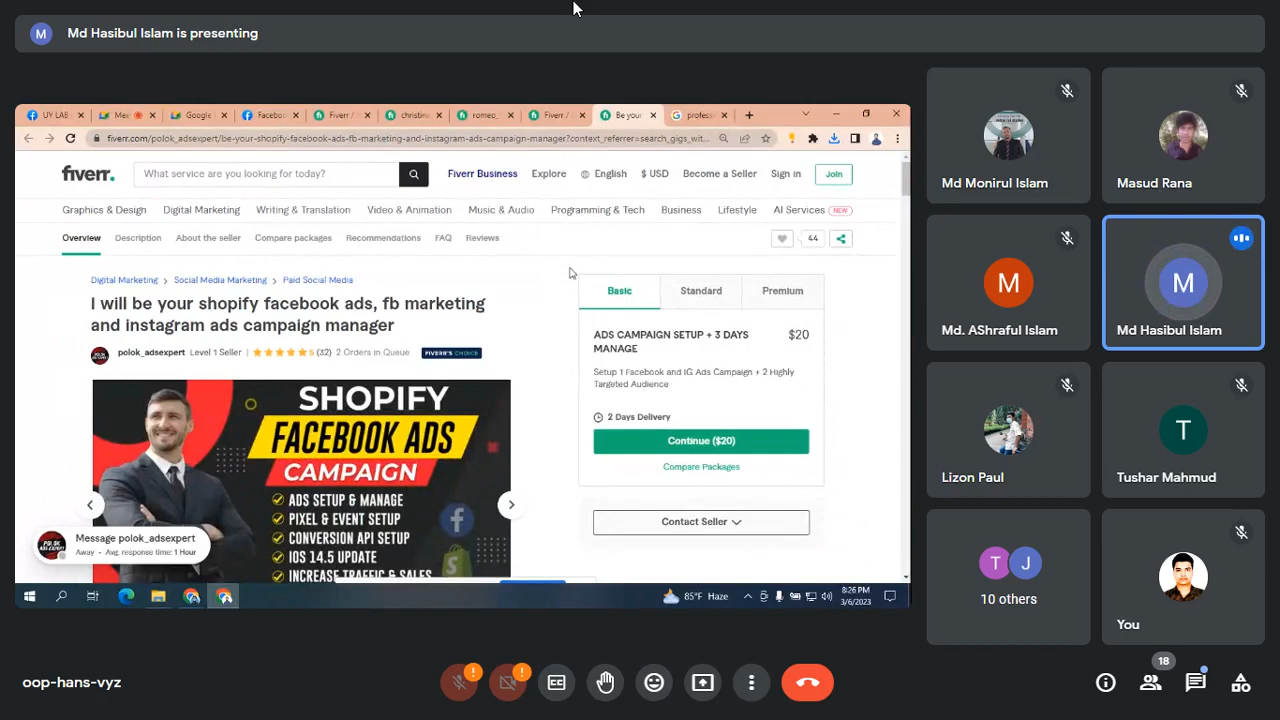 M Md Hasibul Islam is presenting
UY LAB - Mee Google Facebook Fiverr / christine romeo_ Fiverr / Be your profess
fiverr.com/polok_adsexpert/be-your-shopify-facebook-ads-fb-marketing-and-instagram-ads-campaign-manager?context_referrer=search_gigs_wit...
fiverr. What service are you looking for today? Fiverr Business Explore English $ USD Become a Seller Sign in Join
Graphics & Design Digital Marketing Writing & Translation Video & Animation Music & Audio Programming & Tech Business Lifestyle AI Services NEW
Overview Description About the seller Compare packages Recommendations FAQ Reviews 44
Digital Marketing Social Media Marketing Paid Social Media
I will be your shopify facebook ads, fb marketing
and instagram ads campaign manager
polok_adsexpert Level 1 Seller 5 (32) 2 Orders in Queue FIVERR'S CHOICE
SHOPIFY
FACEBOOK ADS
CAMPAIGN
ADS SETUP & MANAGE
PIXEL & EVENT SETUP
CONVERSION API SETUP
IOS 14.5 UPDATE
INCREASE TRAFFIC & SALES
Message polok_adsexpert
Away • Avg. response time: 1 Hour
Basic Standard Premium
ADS CAMPAIGN SETUP + 3 DAYS
MANAGE
$20
Setup 1 Facebook and IG Ads Campaign + 2 Highly
Targeted Audience
2 Days Delivery
Continue ($20)
Compare Packages
Contact Seller
85°F Haze
8:26 PM
3/6/2023
Md Monirul Islam
Masud Rana
M
Md. AShraful Islam
M
Md Hasibul Islam
Lizon Paul
T
Tushar Mahmud
T J
10 others
You
oop-hans-vyz
18